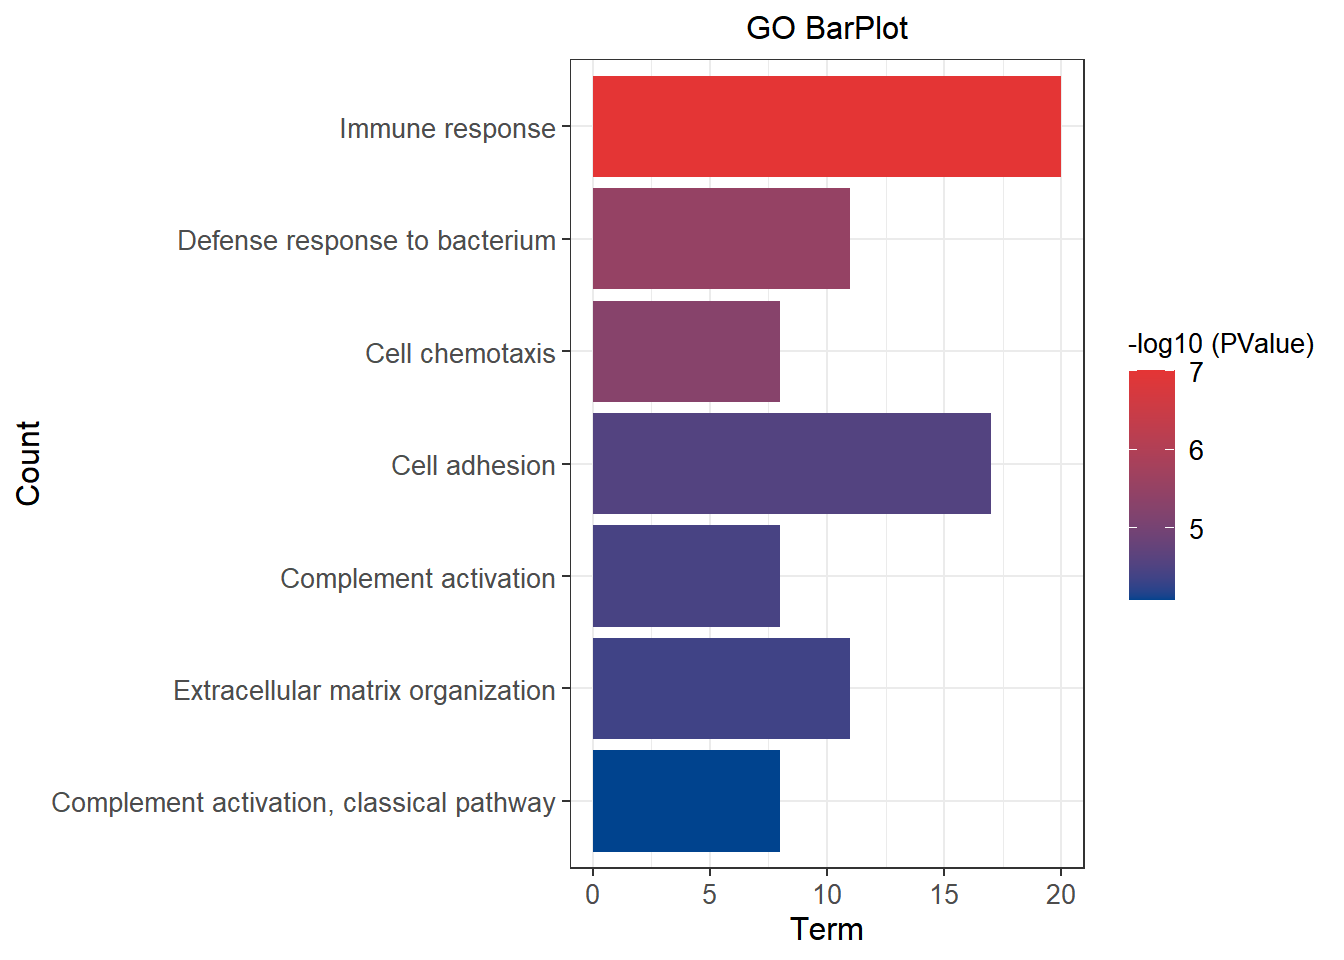 GO BarPlot
Count
Immune response
Defense response to bacterium
Cell chemotaxis
Cell adhesion
Complement activation
Extracellular matrix organization
Complement activation, classical pathway
0 5 10 15 20
Term
-log10 (PValue)
7
6
5